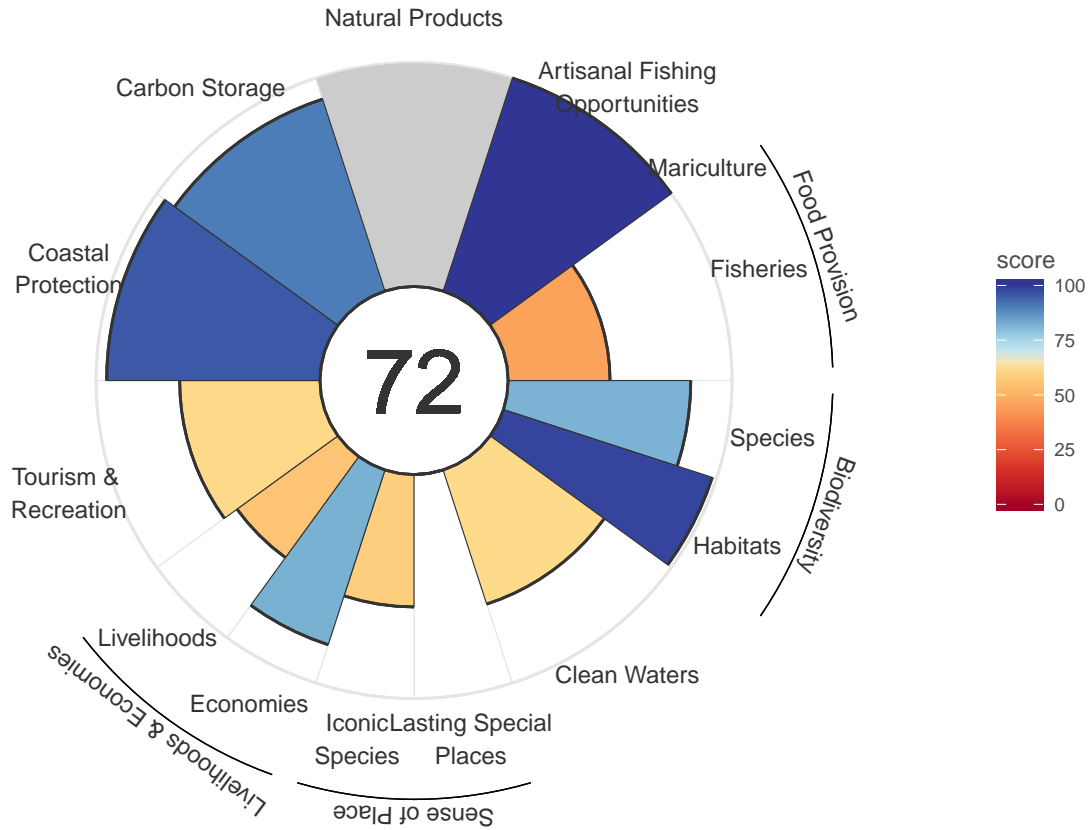 Natural Products
Artisanal Fishing
Opportunities
Carbon Storage
Mariculture
Food Provision
Fisheries
Coastal
Protection
score
100
75
50
25
0
72
Species
Biodiversity
Habitats
Tourism &
Recreation
Livelihoods
Livelihoods & Economies
Economies
Clean Waters
Iconic
Species
Lasting Special
Places
Sense of Place